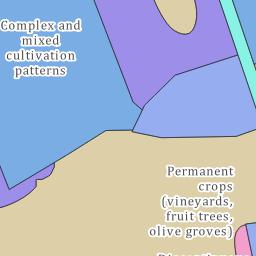 Complex and
mixed
cultivation
patterns
Permanent
crops
(vineyards,
fruit trees,
olive groves)